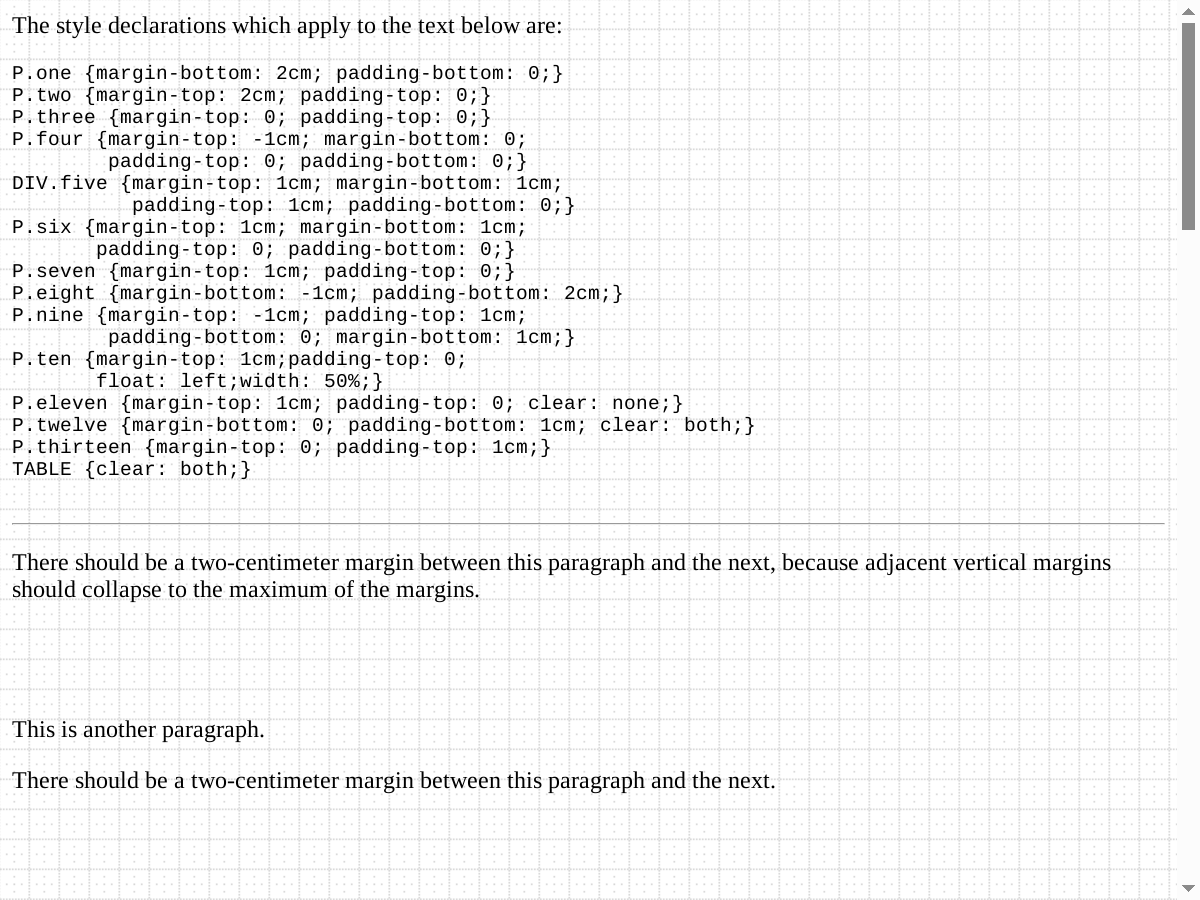 The style declarations which apply to the text below are:
P.one {margin-bottom: 2cm; padding-bottom: 0;}
P.two {margin-top: 2cm; padding-top: 0;}
P.three {margin-top: 0; padding-top: 0;}
P.four {margin-top: -1cm; margin-bottom: 0;
        padding-top: 0; padding-bottom: 0;}
DIV.five {margin-top: 1cm; margin-bottom: 1cm;
          padding-top: 1cm; padding-bottom: 0;}
P.six {margin-top: 1cm; margin-bottom: 1cm;
       padding-top: 0; padding-bottom: 0;}
P.seven {margin-top: 1cm; padding-top: 0;}
P.eight {margin-bottom: -1cm; padding-bottom: 2cm;}
P.nine {margin-top: -1cm; padding-top: 1cm;
        padding-bottom: 0; margin-bottom: 1cm;}
P.ten {margin-top: 1cm;padding-top: 0;
       float: left;width: 50%;}
P.eleven {margin-top: 1cm; padding-top: 0; clear: none;}
P.twelve {margin-bottom: 0; padding-bottom: 1cm; clear: both;}
P.thirteen {margin-top: 0; padding-top: 1cm;}
TABLE {clear: both;}
There should be a two-centimeter margin between this paragraph and the next, because adjacent vertical margins
should collapse to the maximum of the margins.
This is another paragraph.
There should be a two-centimeter margin between this paragraph and the next.